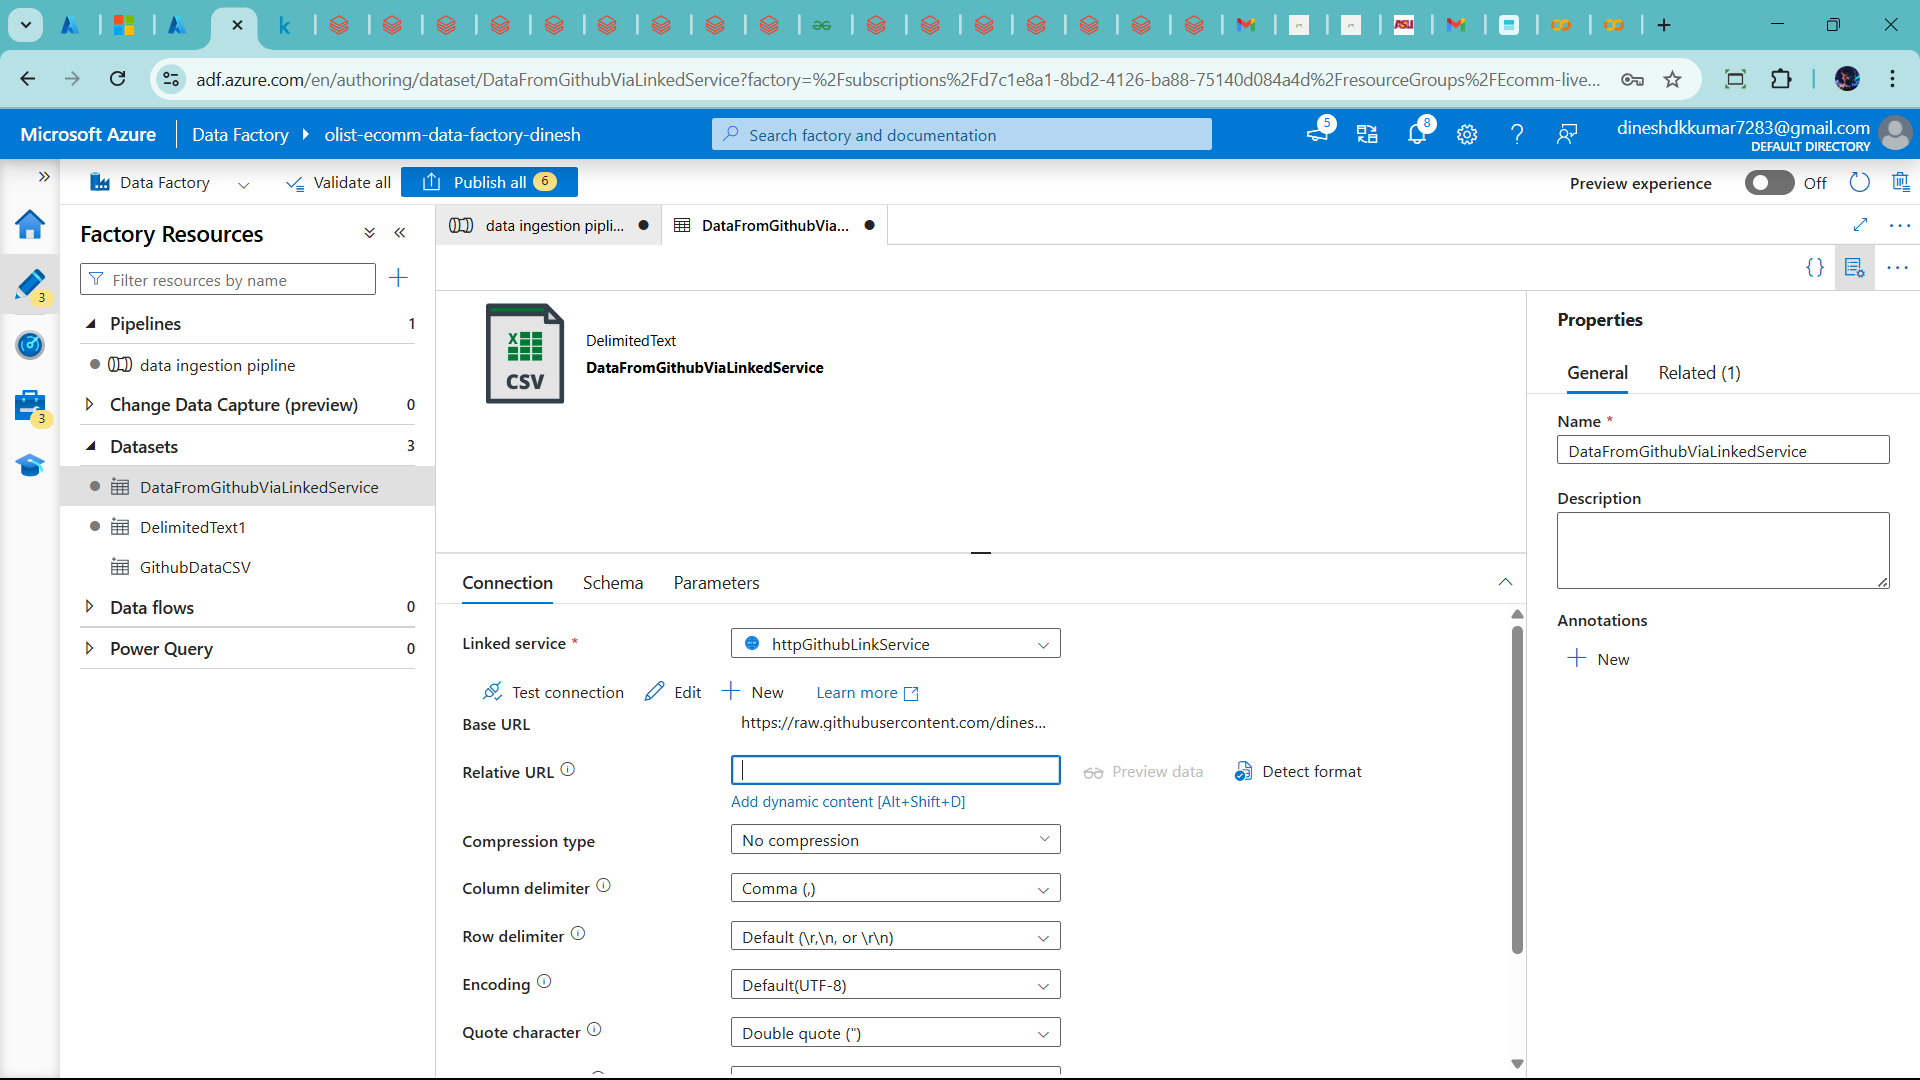 adf.azure.com/en/authoring/dataset/DataFromGithubViaLinkedService?factory=%2Fsubscriptions%2Fd7c1e8a1-8bd2-4126-ba88-75140d084a4d%2FresourceGroups%2FEcomm-live...
Microsoft Azure
Data Factory
olist-ecomm-data-factory-dinesh
Search factory and documentation
5
8
dineshdkkumar7283@gmail.com
DEFAULT DIRECTORY
Data Factory
Validate all
Publish all 6
Preview experience
Off
Factory Resources
Filter resources by name
3
3
Pipelines 1
data ingestion pipline
Change Data Capture (preview) 0
Datasets 3
DataFromGithubViaLinkedService
DelimitedText1
GithubDataCSV
Data flows 0
Power Query 0
data ingestion pipli...
DataFromGithubVia...
X
CSV
DelimitedText
DataFromGithubViaLinkedService
Connection
Schema
Parameters
Linked service *
httpGithubLinkService
Test connection
Edit
New
Learn more
Base URL
https://raw.githubusercontent.com/dines...
Relative URL
Preview data
Detect format
Add dynamic content [Alt+Shift+D]
Compression type
No compression
Column delimiter
Comma (,)
Row delimiter
Default (\r,\n, or \r\n)
Encoding
Default(UTF-8)
Quote character
Double quote (")
Properties
General
Related (1)
Name *
DataFromGithubViaLinkedService
Description
Annotations
New